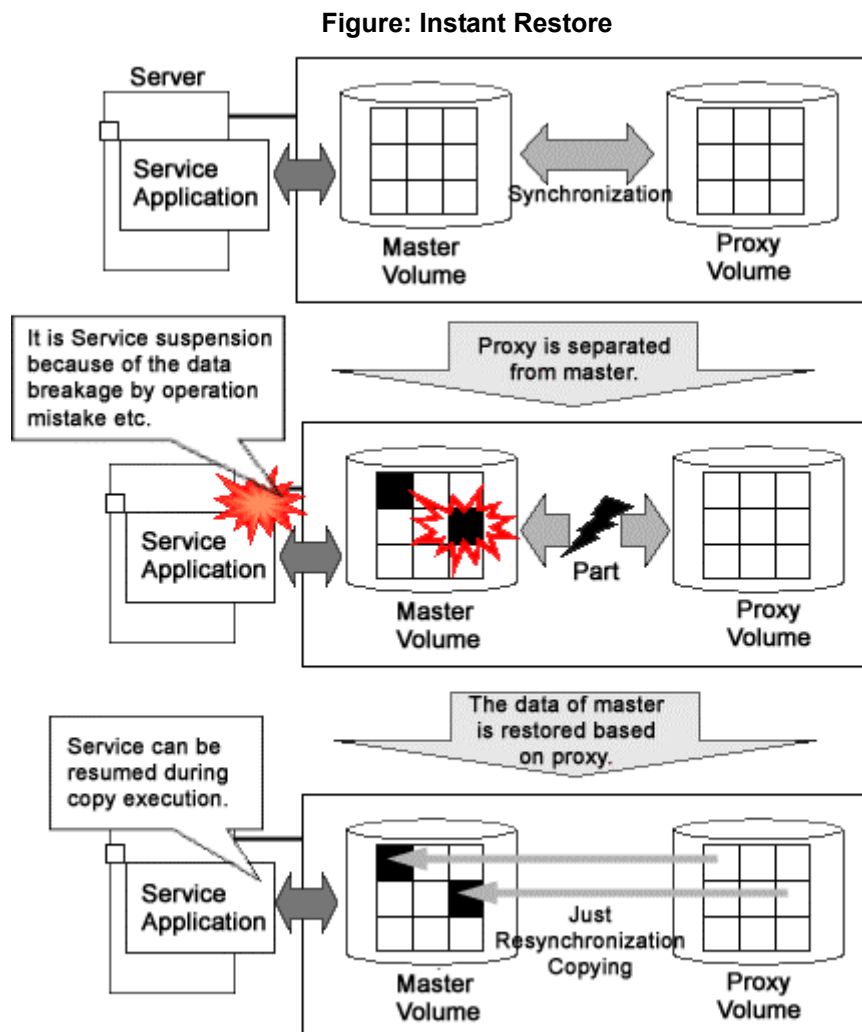 Figure: Instant Restore
Server
Service
Application
Synchronization
Master
Volume
Proxy
Volume
It is Service suspension
because of the data
breakage by operation
mistake etc.
Proxy is separated
from master.
Service
Application
Part
Master
Volume
Proxy
Volume
The data of master
is restored based
on proxy.
Service can be
resumed during
copy execution.
Service
Application
Just
Resynchronization
Copying
Master
Volume
Proxy
Volume